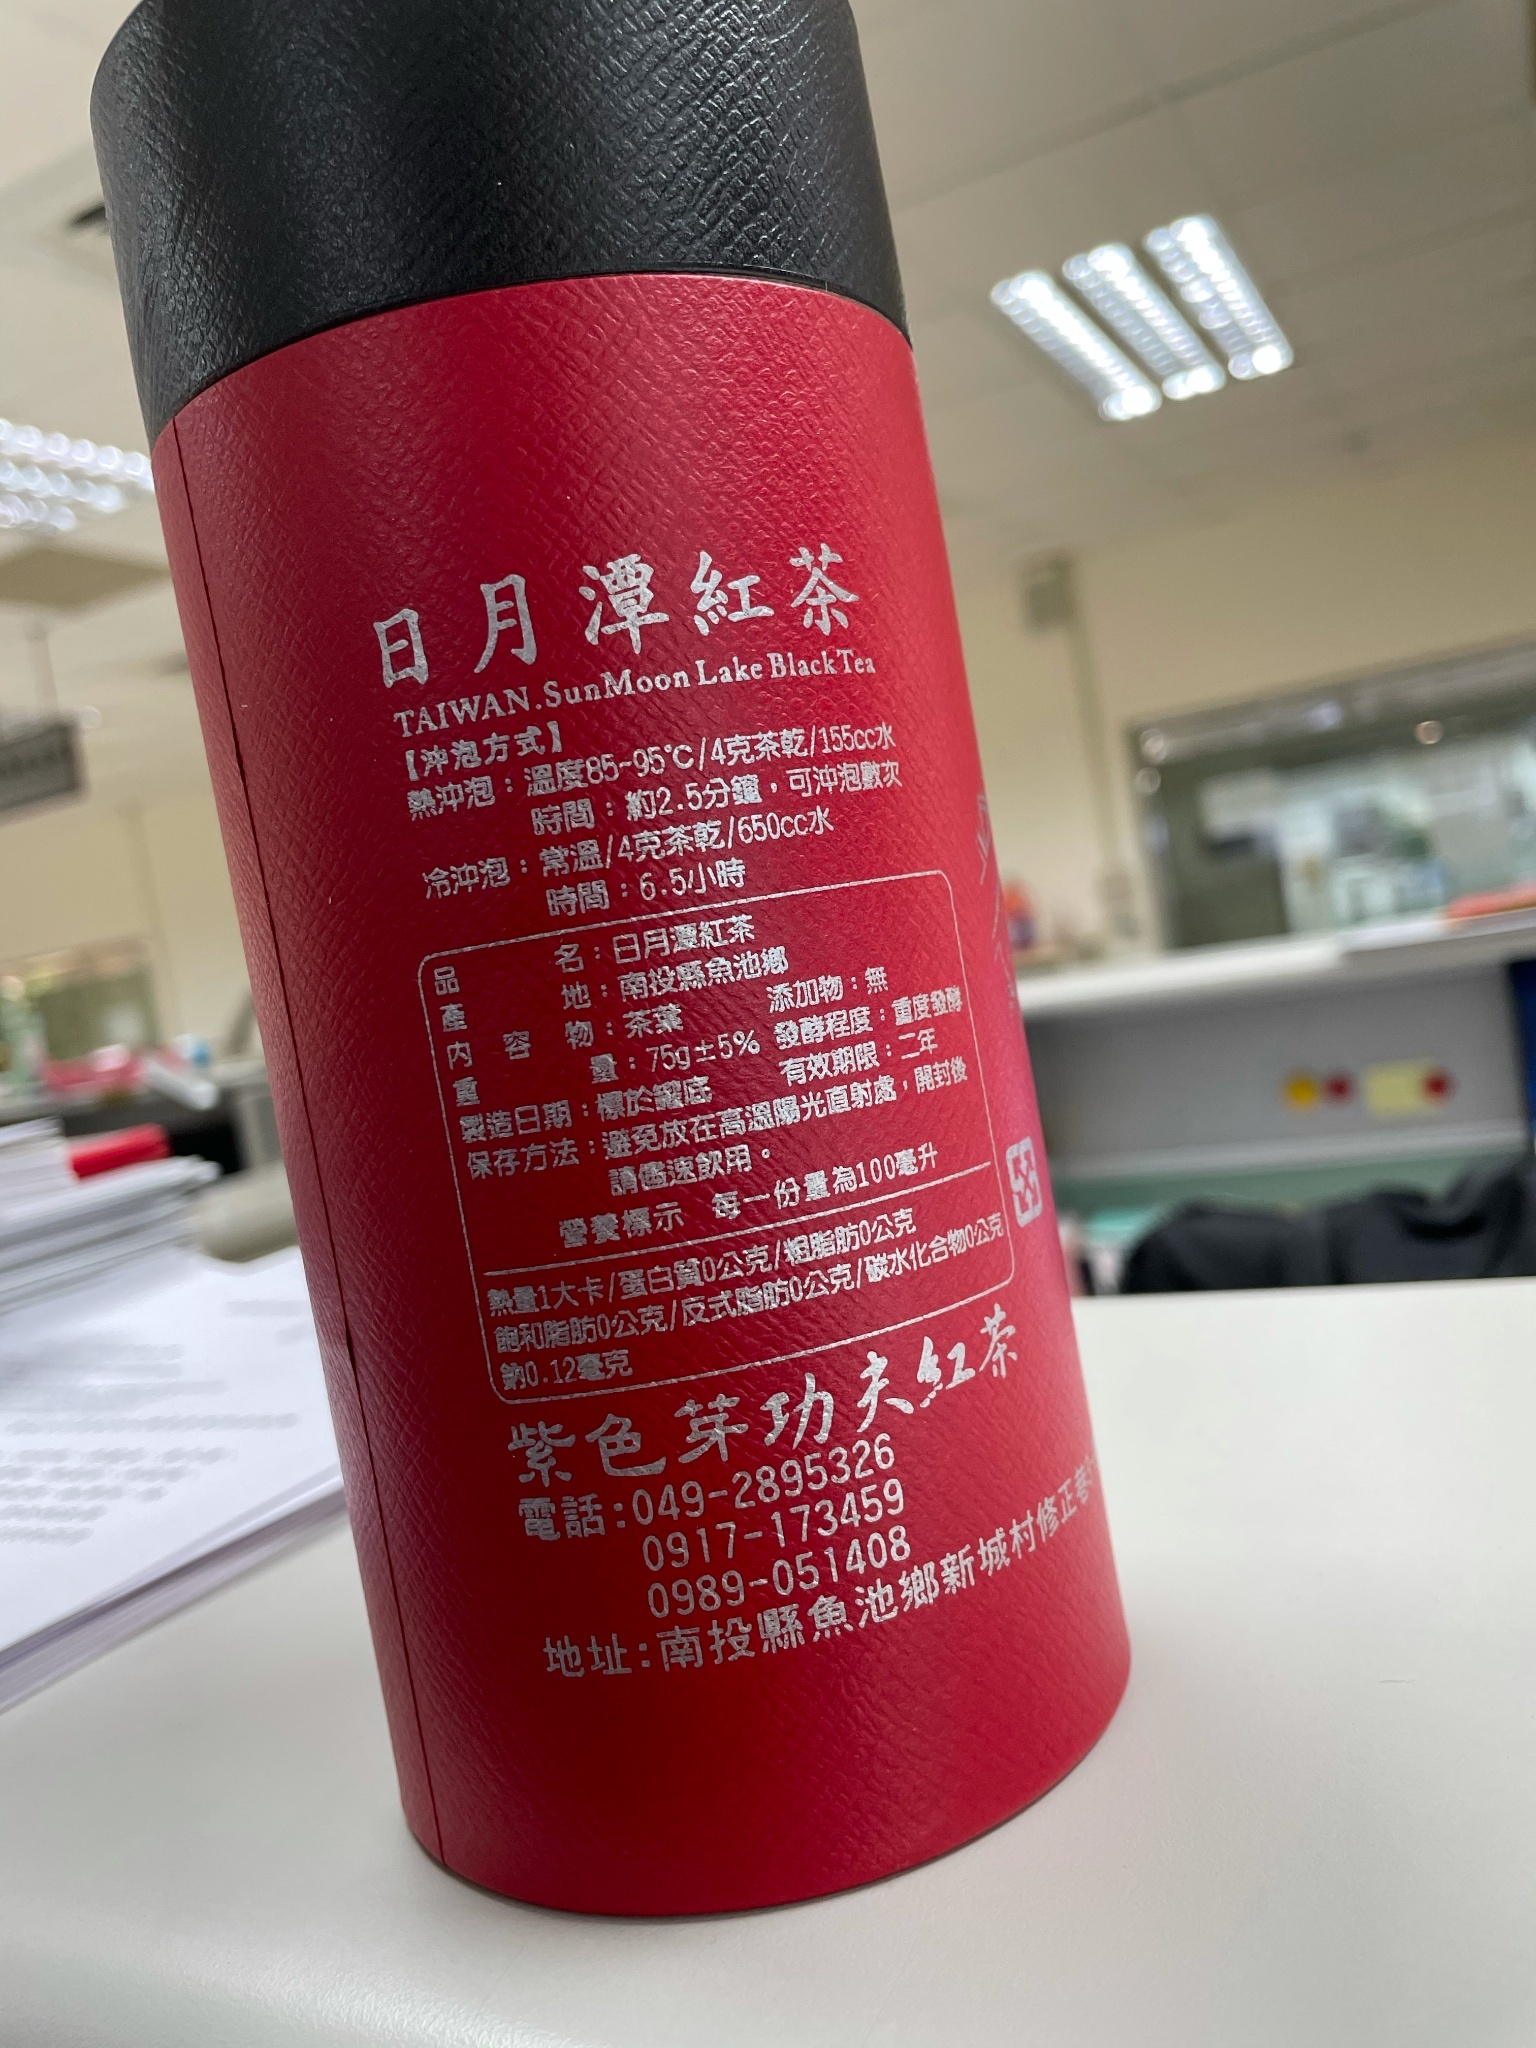 日月潭紅茶
TAIWAN.SunMoon Lake Black Tea
【沖泡方式】
熱沖泡：溫度85~95℃/4克茶乾/155cc水
時間：約2.5分鐘，可沖泡數次
冷沖泡：常溫/4克茶乾/650cc水
時間：6.5小時
品名：日月潭紅茶
產地：南投縣魚池鄉
內容物：茶葉 添加物：無
重量：75g±5% 發酵程度：重度發酵
製造日期：標於罐底 有效期限：二年
保存方法：避免放在高溫陽光直射處，開封後
請儘速飲用。
營養標示 每一份量為100毫升
熱量1大卡/蛋白質0公克/粗脂肪0公克
飽和脂肪0公克/反式脂肪0公克/碳水化合物0公克
鈉0.12毫克
紫色芽功夫紅茶
電話:049-2895326
0917-173459
0989-051408
地址:南投縣魚池鄉新城村修正巷